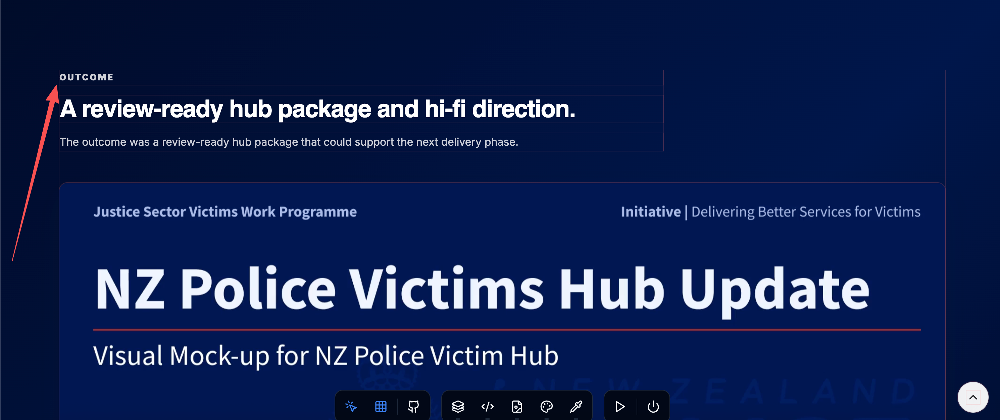 OUTCOME
A review-ready hub package and hi-fi direction.
The outcome was a review-ready hub package that could support the next delivery phase.
Justice Sector Victims Work Programme
Initiative | Delivering Better Services for Victims
NZ Police Victims Hub Update
Visual Mock-up for NZ Police Victim Hub
NEW ZEALAND